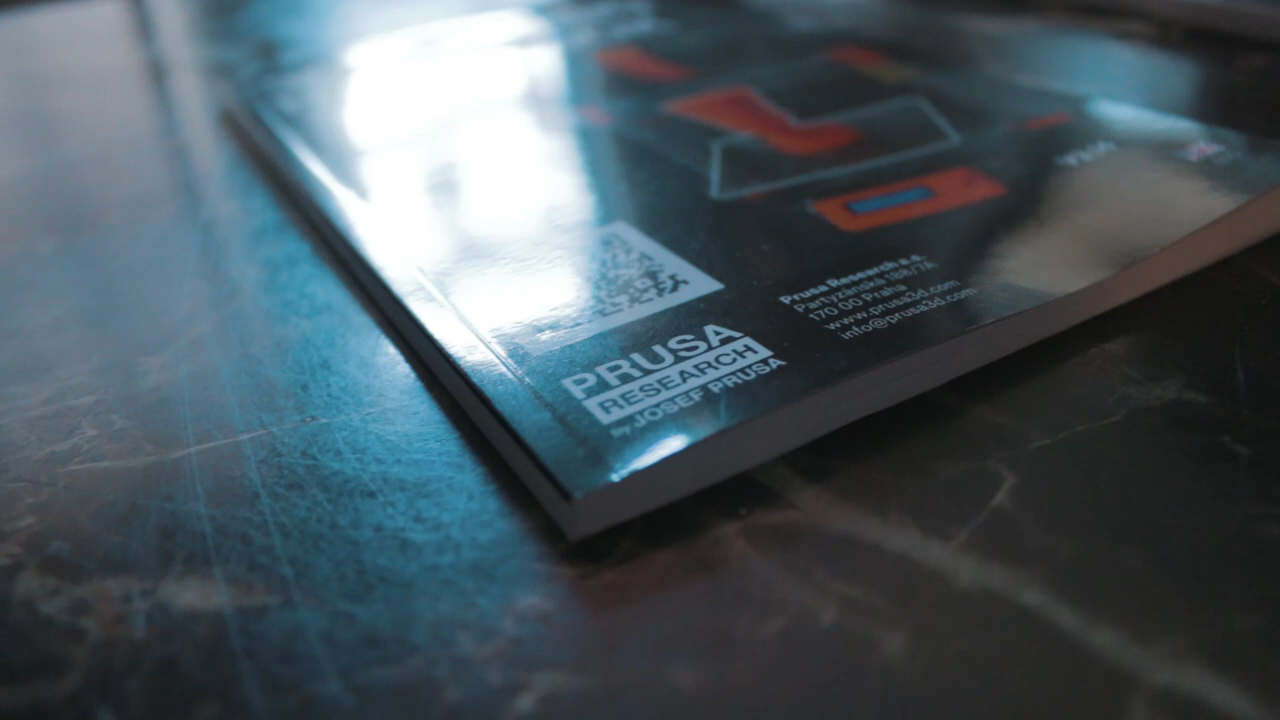 PRUSA
RESEARCH
by JOSEF PRUSA
Prusa Research a.s.
Partyzánská 188/7A
170 00 Praha
www.prusa3d.com
info@prusa3d.com